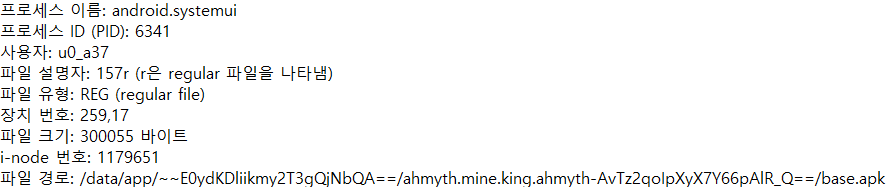 프로세스 이름: android.systemui
프로세스 ID (PID): 6341
사용자: u0_a37
파일 설명자: 157r (r은 regular 파일을 나타냄)
파일 유형: REG (regular file)
장치 번호: 259,17
파일 크기: 300055 바이트
i-node 번호: 1179651
파일 경로: /data/app/~~E0ydKDliikmy2T3gQjNbQA==/ahmyth.mine.king.ahmyth-AvTz2qoIpXyX7Y66pAlR_Q==/base.apk